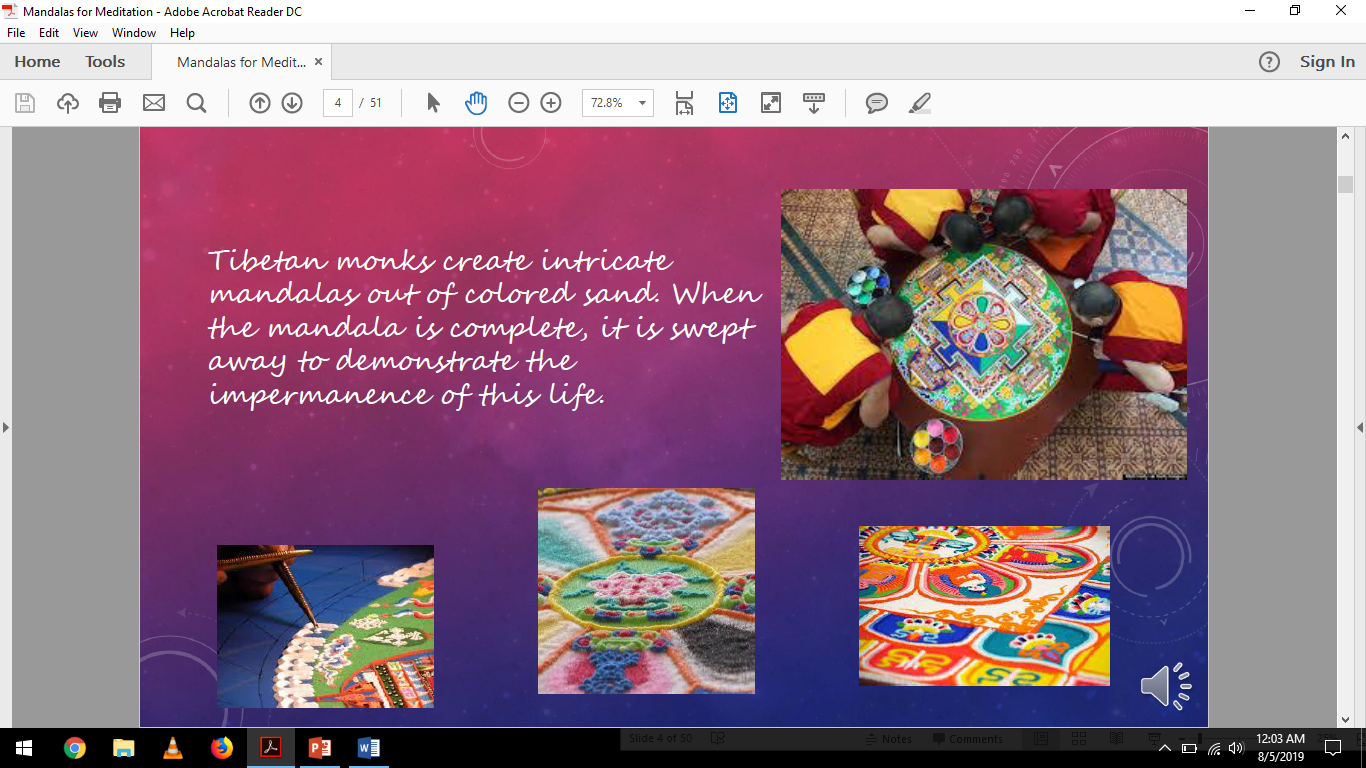 Mandalas for Meditation - Adobe Acrobat Reader DC
File Edit View Window Help
Home Tools Mandalas for Medit... × ? Sign In
4 / 51 72.8%
Tibetan monks create intricate
mandalas out of colored sand. When
the mandala is complete, it is swept
away to demonstrate the
impermanence of this life.
Slide 4 of 50 Notes Comments
12:03 AM
8/5/2019